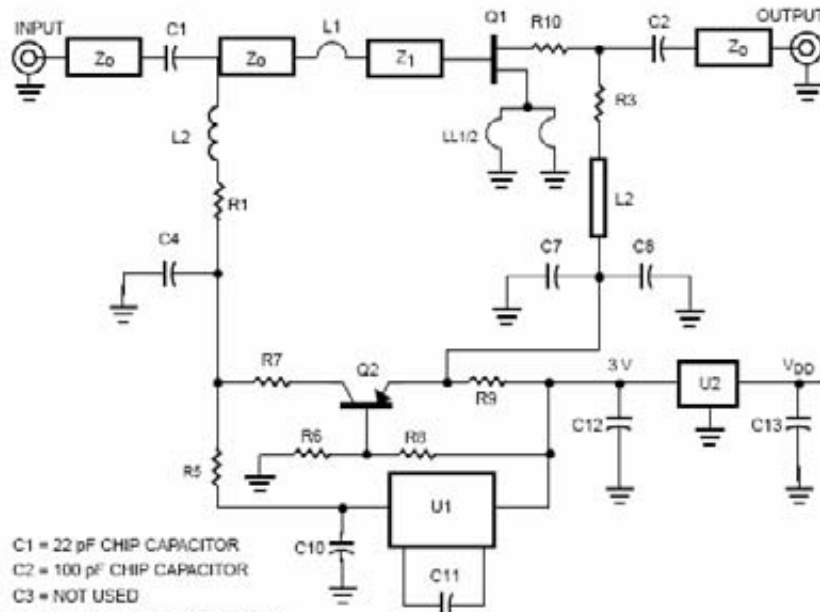 INPUT
C1
L1
Q1
R10
C2
OUTPUT
Z0
Z0
Z1
Z0
L2
LL1/2
R3
R1
L2
C4
C7
C8
R7
Q2
R9
3 V
U2
VDD
R6
R8
C12
C13
R5
U1
C10
C11
C1 = 22 pF CHIP CAPACITOR
C2 = 100 pF CHIP CAPACITOR
C3 = NOT USED